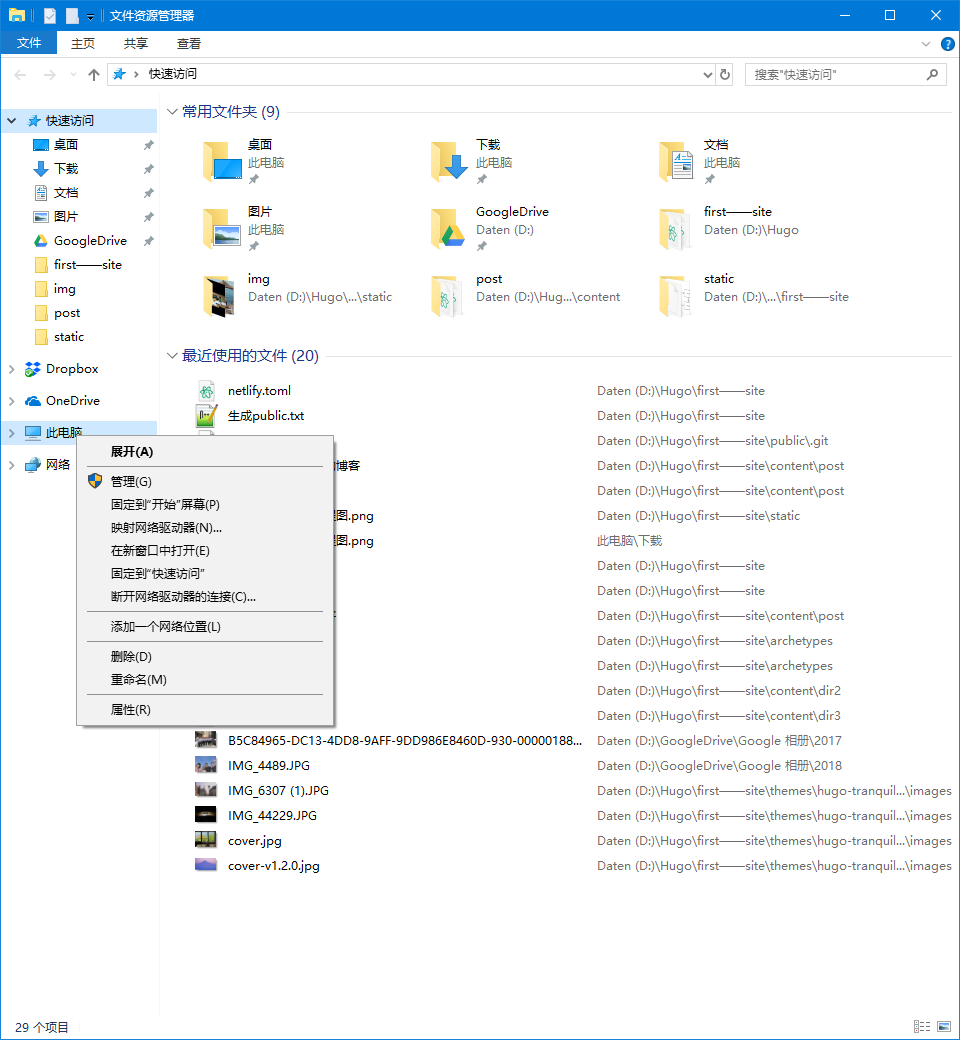 文件资源管理器
文件 主页 共享 查看
快速访问
搜索"快速访问"
快速访问
桌面
下载
文档
图片
GoogleDrive
first——site
img
post
static
Dropbox
OneDrive
此电脑
网络
常用文件夹 (9)
桌面
此电脑
下载
此电脑
文档
此电脑
图片
此电脑
GoogleDrive
Daten (D:)
first——site
Daten (D:)\Hugo
img
Daten (D:)\Hugo\...\static
post
Daten (D:)\Hug...\content
static
Daten (D:)\...\first——site
最近使用的文件 (20)
netlify.toml Daten (D:)\Hugo\first——site
生成public.txt Daten (D:)\Hugo\first——site
Daten (D:)\Hugo\first——site\public\.git
博客 Daten (D:)\Hugo\first——site\content\post
Daten (D:)\Hugo\first——site\content\post
图.png Daten (D:)\Hugo\first——site\static
图.png 此电脑\下载
Daten (D:)\Hugo\first——site
Daten (D:)\Hugo\first——site
Daten (D:)\Hugo\first——site\content\post
Daten (D:)\Hugo\first——site\archetypes
Daten (D:)\Hugo\first——site\archetypes
Daten (D:)\Hugo\first——site\content\dir2
Daten (D:)\Hugo\first——site\content\dir3
B5C84965-DC13-4DD8-9AFF-9DD986E8460D-930-00000188... Daten (D:)\GoogleDrive\Google 相册\2017
IMG_4489.JPG Daten (D:)\GoogleDrive\Google 相册\2018
IMG_6307 (1).JPG Daten (D:)\Hugo\first——site\themes\hugo-tranquil...\images
IMG_44229.JPG Daten (D:)\Hugo\first——site\themes\hugo-tranquil...\images
cover.jpg Daten (D:)\Hugo\first——site\themes\hugo-tranquil...\images
cover-v1.2.0.jpg Daten (D:)\Hugo\first——site\themes\hugo-tranquil...\images
展开(A)
管理(G)
固定到"开始"屏幕(P)
映射网络驱动器(N)...
在新窗口中打开(E)
固定到"快速访问"
断开网络驱动器的连接(C)...
添加一个网络位置(L)
删除(D)
重命名(M)
属性(R)
29 个项目